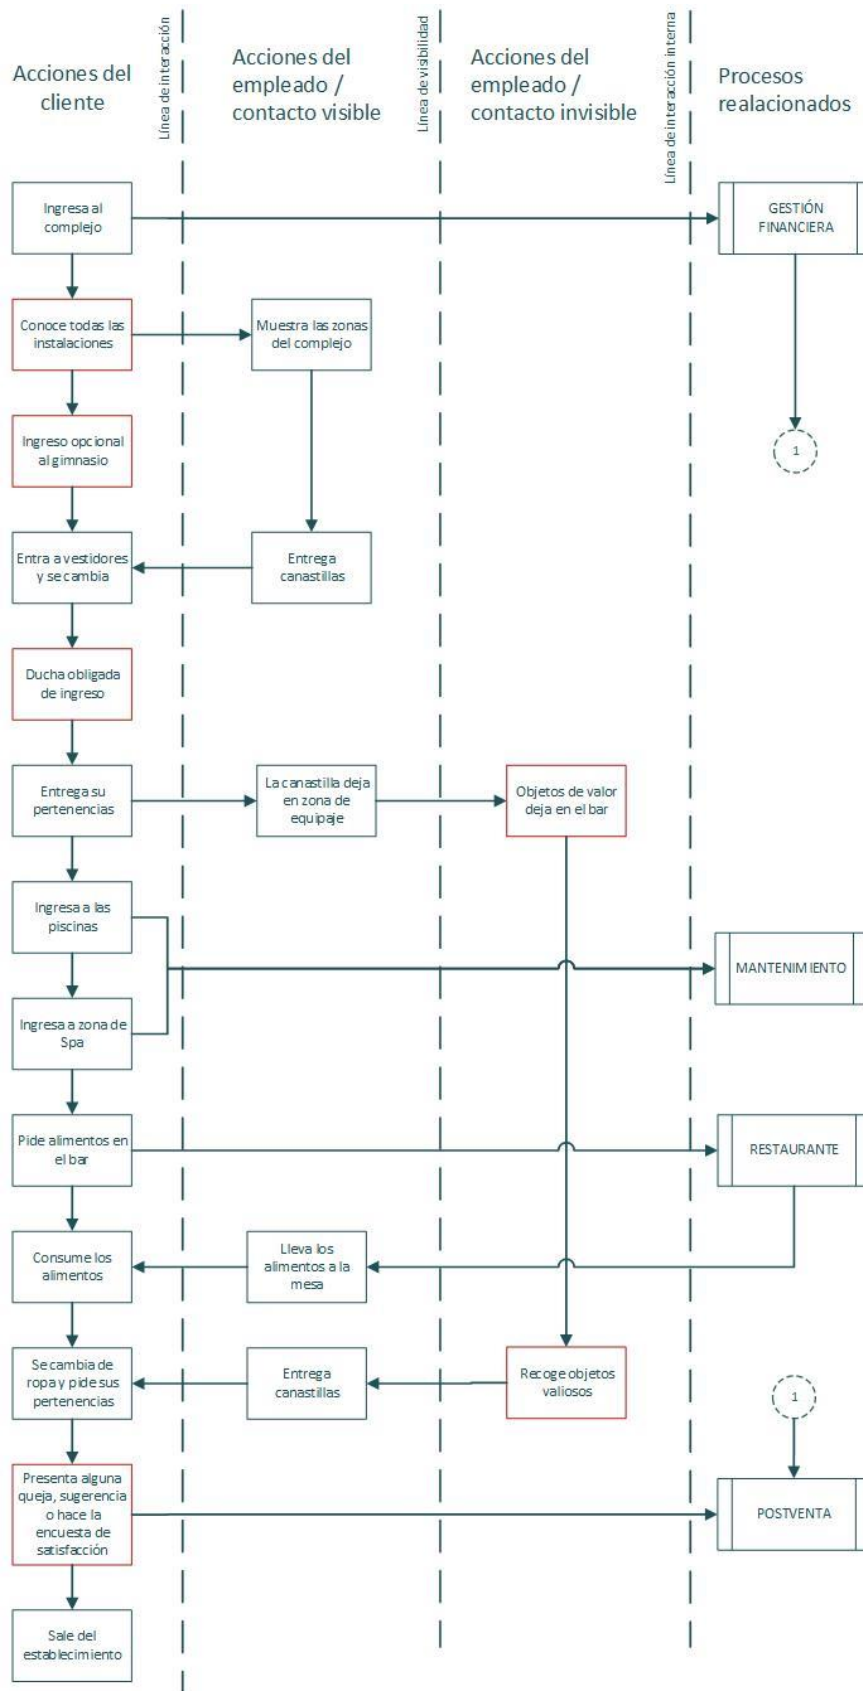 Acciones del
cliente
Línea de interacción
Acciones del
empleado /
contacto visible
Línea de visibilidad
Acciones del
empleado /
contacto invisible
Línea de interacción interna
Procesos
realacionados
Ingresa al
complejo
GESTIÓN
FINANCIERA
Conoce todas las
instalaciones
Muestra las zonas
del complejo
Ingreso opcional
al gimnasio
1
Entra a vestidores
y se cambia
Entrega
canastillas
Ducha obligada
de ingreso
Entrega su
pertenencias
La canastilla deja
en zona de
equipaje
Objetos de valor
deja en el bar
Ingresa a las
piscinas
MANTENIMIENTO
Ingresa a zona de
Spa
Pide alimentos en
el bar
RESTAURANTE
Consume los
alimentos
Lleva los
alimentos a la
mesa
Se cambia de
ropa y pide sus
pertenencias
Entrega
canastillas
Recoge objetos
valiosos
1
Presenta alguna
queja, sugerencia
o hace la
encuesta de
satisfacción
POSTVENTA
Sale del
establecimiento